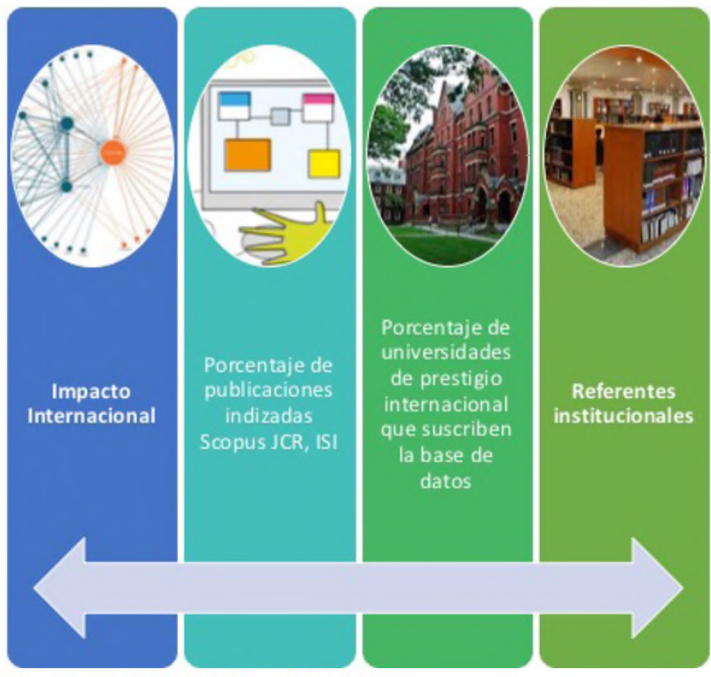 Impacto
Internacional
Porcentaje de
publicaciones
indizadas
Scopus JCR, ISI
Porcentaje de
universidades
de prestigio
internacional
que suscriben
la base de
datos
Referentes
institucionales